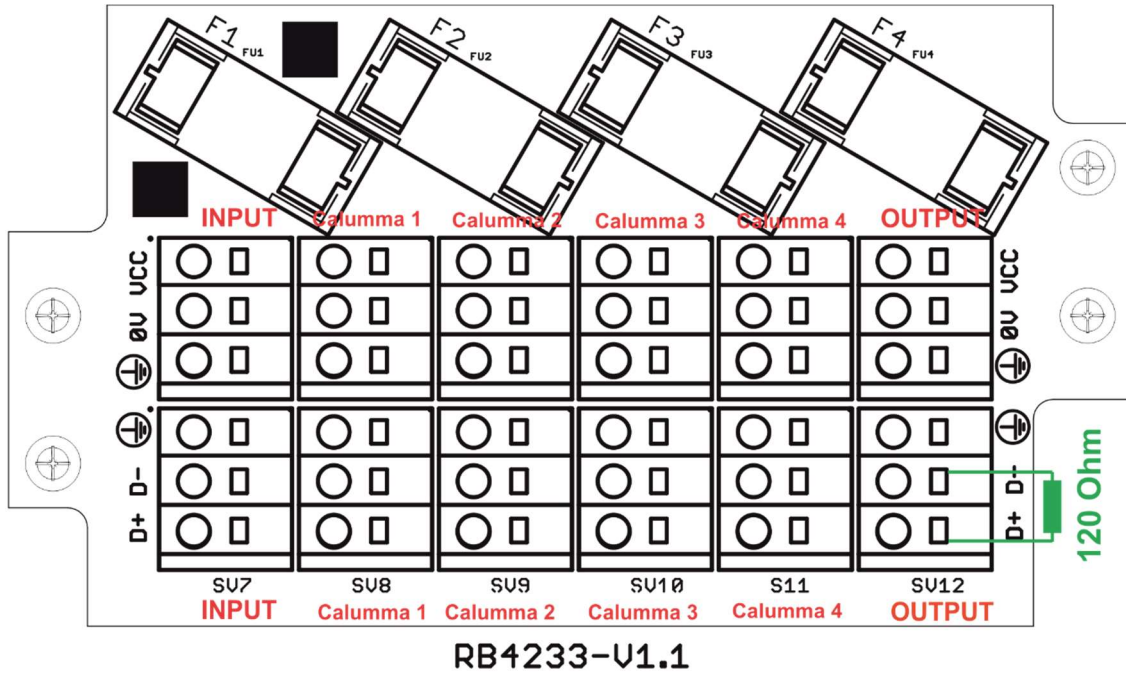 F1 FU1 F2 FU2 F3 FU3 F4 FU4
INPUT Calumma 1 Calumma 2 Calumma 3 Calumma 4 OUTPUT
VCC VCC
0V 0V
D- D-
D+ D+
120 Ohm
SV7 SV8 SV9 SV10 S11 SV12
INPUT Calumma 1 Calumma 2 Calumma 3 Calumma 4 OUTPUT
RB4233-V1.1